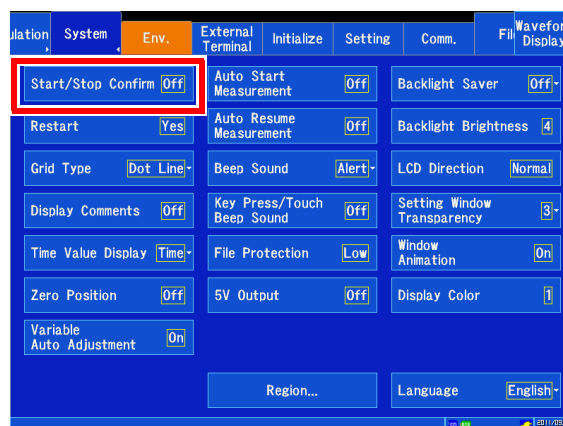 ulation
System
Env.
External
Terminal
Initialize
Setting
Comm.
Fil
Wavefor
Display
Start/Stop Confirm Off
Auto Start
Measurement Off
Backlight Saver Off
Restart Yes
Auto Resume
Measurement Off
Backlight Brightness 4
Grid Type Dot Line
Beep Sound Alert
LCD Direction Normal
Display Comments Off
Key Press/Touch
Beep Sound Off
Setting Window
Transparency 3
Time Value Display Time
File Protection Low
Window
Animation On
Zero Position Off
5V Output Off
Display Color 1
Variable
Auto Adjustment On
Region...
Language English
2011/03